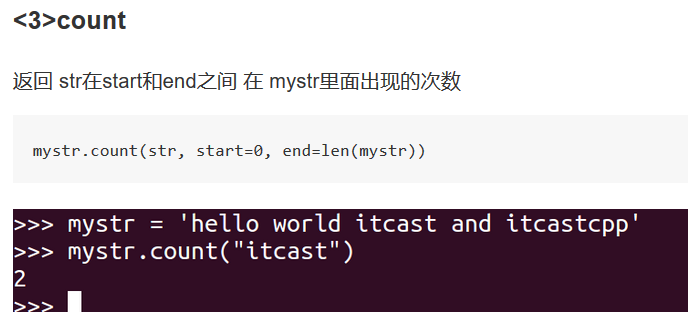 <3>count
返回 str在start和end之间 在 mystr里面出现的次数
mystr.count(str, start=0, end=len(mystr))
>>> mystr = 'hello world itcast and itcastcpp'
>>> mystr.count("itcast")
2
>>>